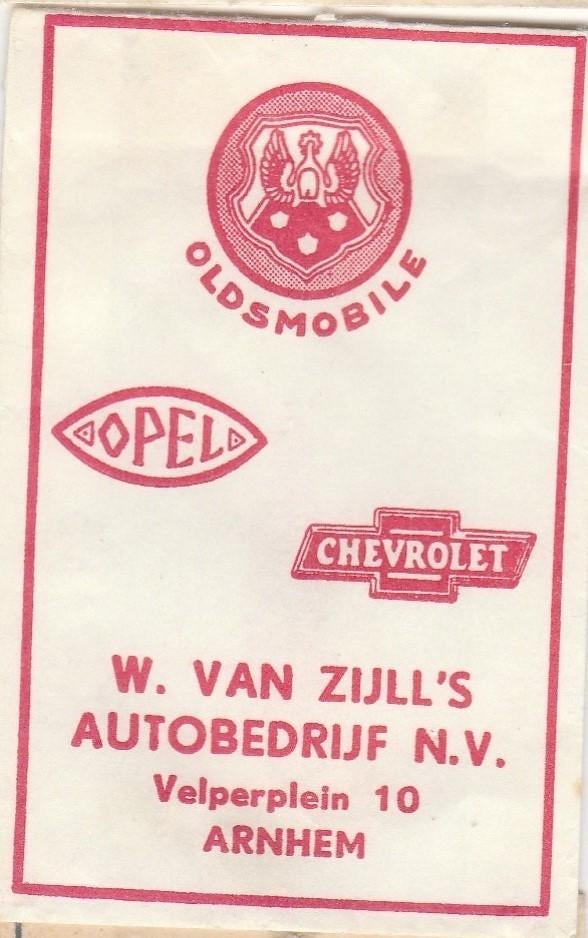 OLDSMOBILE
OPEL
CHEVROLET
W. VAN ZIJLL'S
AUTOBEDRIJF N.V.
Velperplein 10
ARNHEM